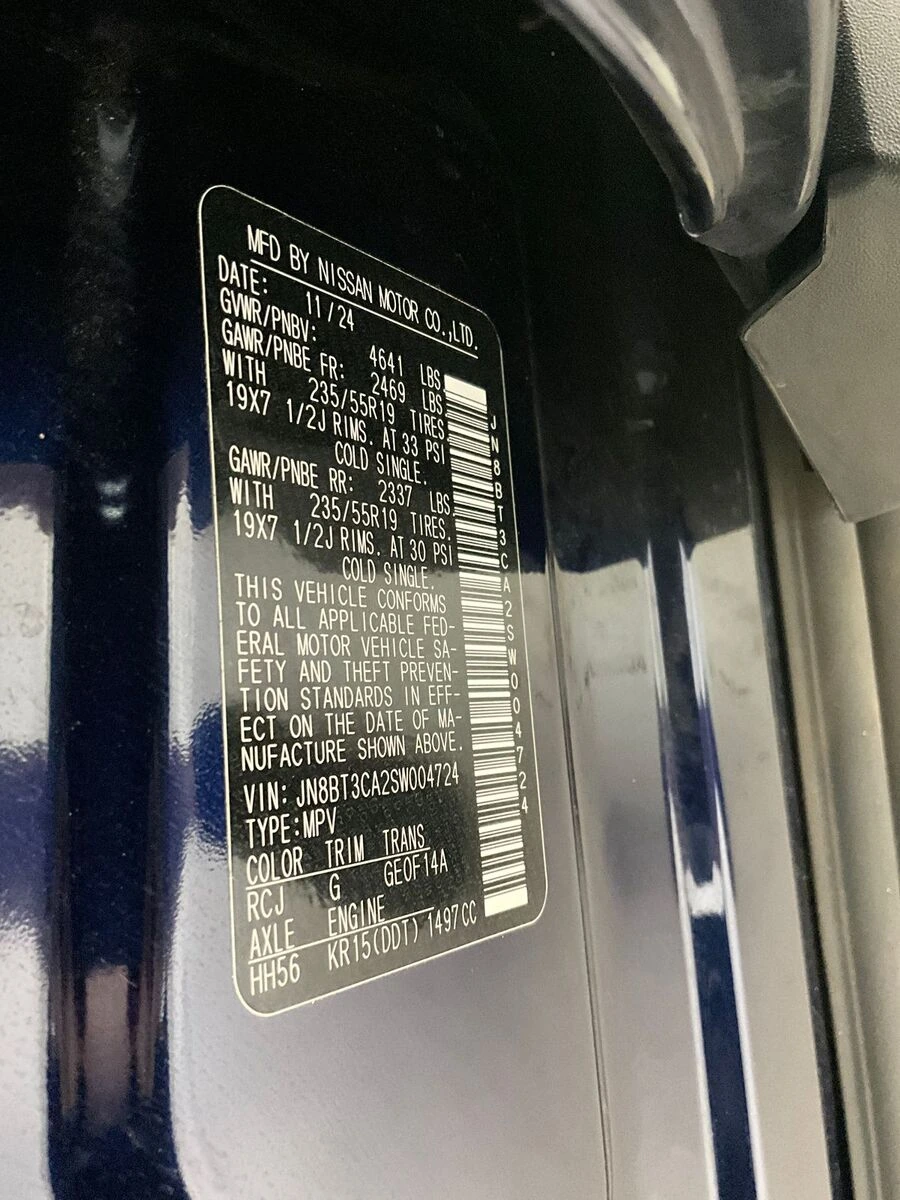 MFD BY NISSAN MOTOR CO.,LTD.
DATE: 11/24
GVWR/PNBV: 4641 LBS
GAWR/PNBE FR: 2469 LBS
WITH 235/55R19 TIRES.
19X7 1/2J RIMS. AT 33 PSI
COLD SINGLE.
GAWR/PNBE RR: 2337 LBS
WITH 235/55R19 TIRES.
19X7 1/2J RIMS. AT 30 PSI
COLD SINGLE.
THIS VEHICLE CONFORMS
TO ALL APPLICABLE FED-
ERAL MOTOR VEHICLE SA-
FETY AND THEFT PREVEN-
TION STANDARDS IN EFF-
ECT ON THE DATE OF MA-
NUFACTURE SHOWN ABOVE.
VIN: JN8BT3CA2SW004724
TYPE:MPV
COLOR TRIM TRANS
RCJ G GEOF14A
AXLE ENGINE
HH56 KR15(DDT) 1497CC
JN8BT3CA2SW004724